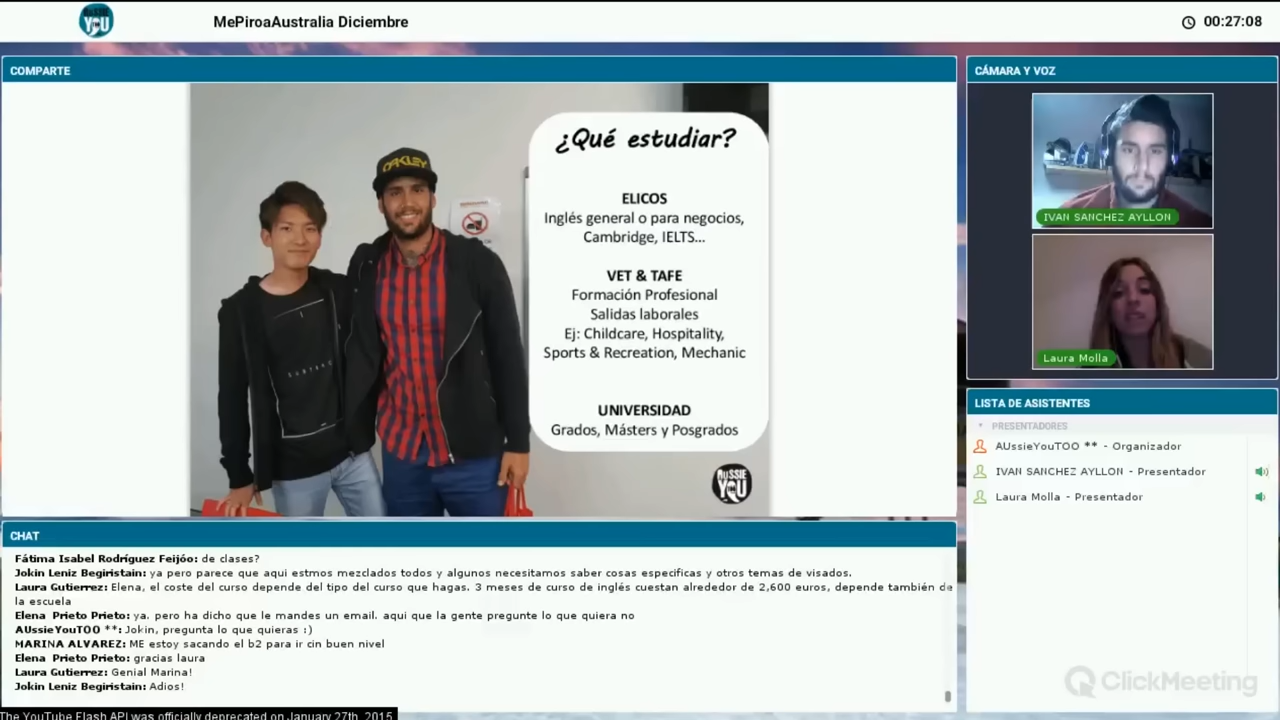 AUSSIE
YOU
TOO
MePiroaAustralia Diciembre
00:27:08
COMPARTE
OAKLEY
¿Qué estudiar?
ELICOS
Inglés general o para negocios,
Cambridge, IELTS...
VET & TAFE
Formación Profesional
Salidas laborales
Ej: Childcare, Hospitality,
Sports & Recreation, Mechanic
UNIVERSIDAD
Grados, Másters y Posgrados
AUSSIE
YOU
TOO
CÁMARA Y VOZ
IVAN SANCHEZ AYLLON
Laura Molla
LISTA DE ASISTENTES
PRESENTADORES
AUssieYouTOO ** - Organizador
IVAN SANCHEZ AYLLON - Presentador
Laura Molla - Presentador
CHAT
Fátima Isabel Rodríguez Feijóo: de clases?
Jokin Leniz Begiristain: ya pero parece que aqui estmos mezclados todos y algunos necesitamos saber cosas especificas y otros temas de visados.
Laura Gutierrez: Elena, el coste del curso depende del tipo del curso que hagas. 3 meses de curso de inglés cuestan alrededor de 2,600 euros, depende también de
la escuela
Elena Prieto Prieto: ya. pero ha dicho que le mandes un email. aqui que la gente pregunte lo que quiera no
AUssieYouTOO **: Jokin, pregunta lo que quieras :)
MARINA ALVAREZ: ME estoy sacando el b2 para ir cin buen nivel
Elena Prieto Prieto: gracias laura
Laura Gutierrez: Genial Marina!
Jokin Leniz Begiristain: Adios!
ClickMeeting
The YouTube Flash API was officially deprecated on January 27th, 2015